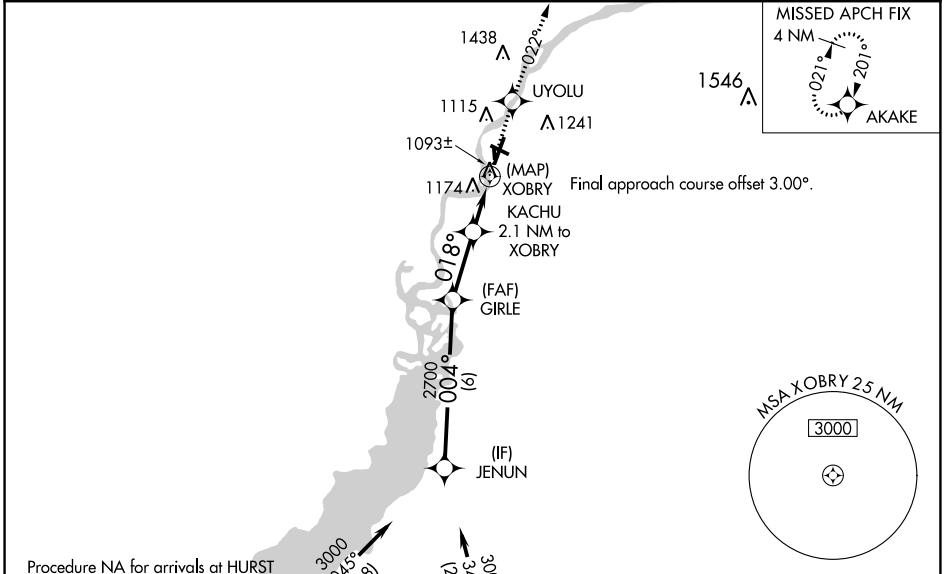 MISSED APCH FIX
4 NM
021°
201°
AKAKE
1438
022°
1546
UYOLU
1115
1241
1093±
(MAP)
XOBRY
1174
Final approach course offset 3.00°.
KACHU
2.1 NM to
XOBRY
018°
(FAF)
GIRLE
2700
004°
(6)
MSA XOBRY 25 NM
3000
(IF)
JENUN
3000
Procedure NA for arrivals at HURST